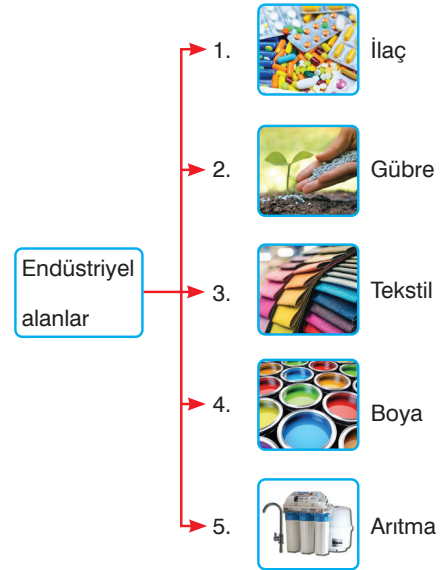 Endüstriyel
alanlar
1. İlaç
2. Gübre
3. Tekstil
4. Boya
5. Arıtma